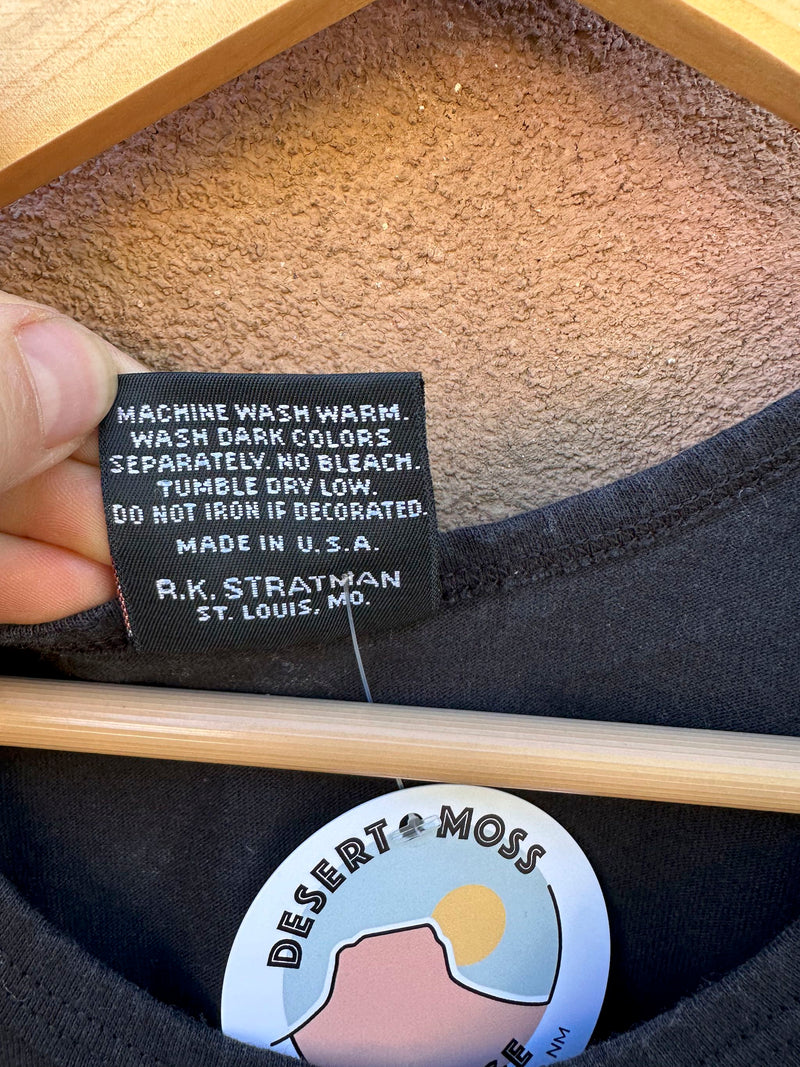 MACHINE WASH WARM.
WASH DARK COLORS
SEPARATELY. NO BLEACH.
TUMBLE DRY LOW.
DO NOT IRON IF DECORATED.
MADE IN U.S.A.
R.K. STRATMAN
ST. LOUIS, MO.
DESERT MOSS
NM